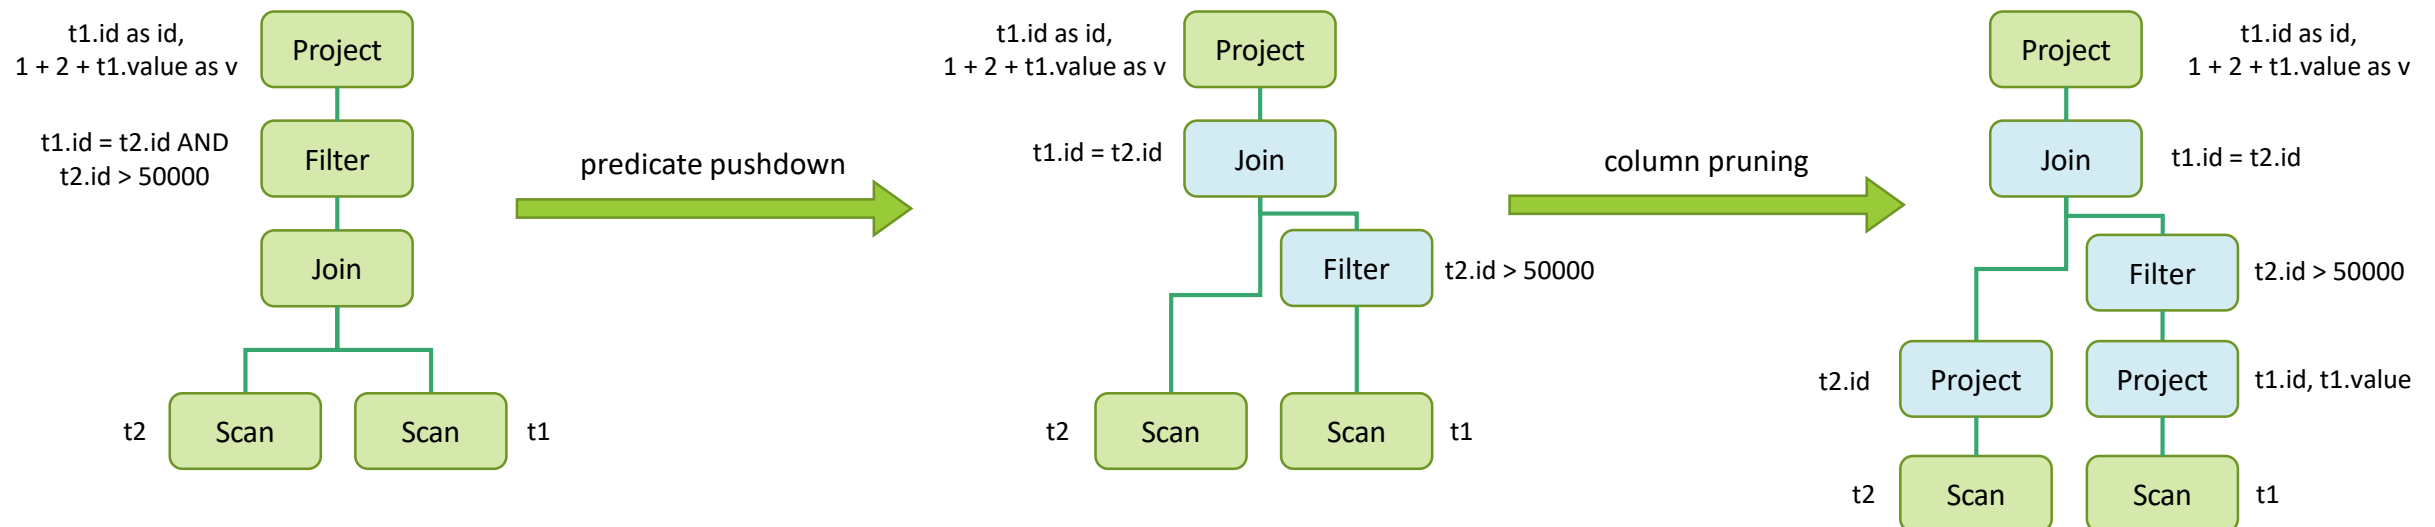 t1.id as id,
1 + 2 + t1.value as v
Project
t1.id = t2.id AND
t2.id > 50000
Filter
Join
t2
Scan
Scan
t1
predicate pushdown
t1.id as id,
1 + 2 + t1.value as v
Project
t1.id = t2.id
Join
Filter
t2.id > 50000
t2
Scan
Scan
t1
column pruning
Project
t1.id as id,
1 + 2 + t1.value as v
Join
t1.id = t2.id
Filter
t2.id > 50000
t2.id
Project
Project
t1.id, t1.value
t2
Scan
Scan
t1